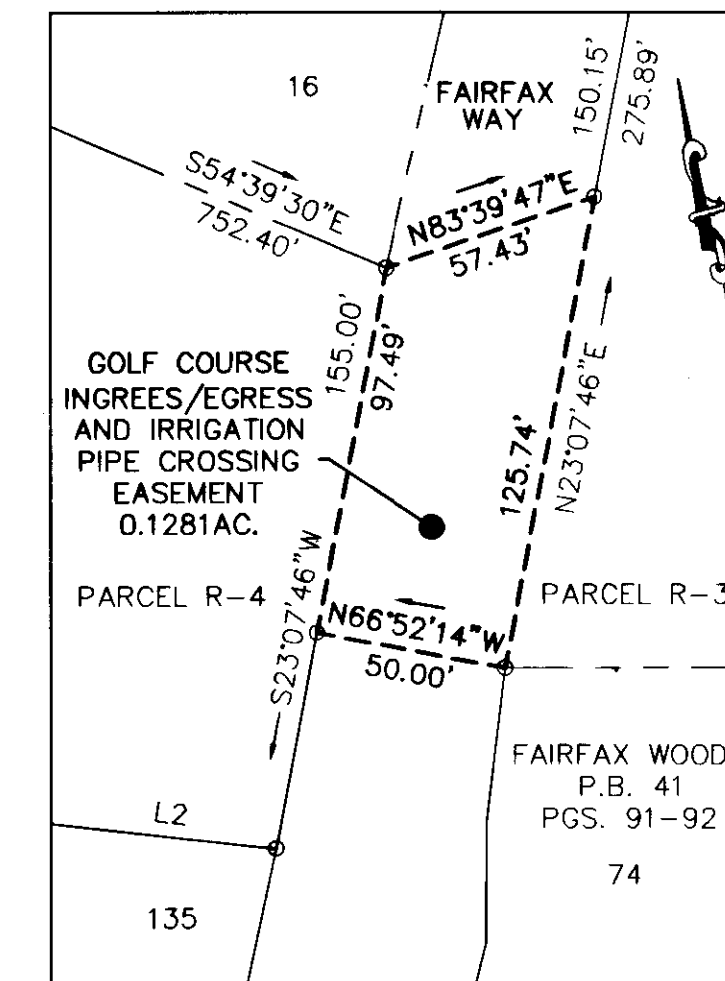 16
FAIRFAX
WAY
150.15'
275.89'
S54°39'30"E
752.40'
N83°39'47"E
57.43'
155.00'
97.49'
GOLF COURSE
INGREES/EGRESS
AND IRRIGATION
PIPE CROSSING
EASEMENT
0.1281AC.
125.74'
N23°07'46"E
PARCEL R-4
PARCEL R-3
S23°07'46"W
N66°52'14"W
50.00'
FAIRFAX WOOD
P.B. 41
PGS. 91-92
74
L2
135